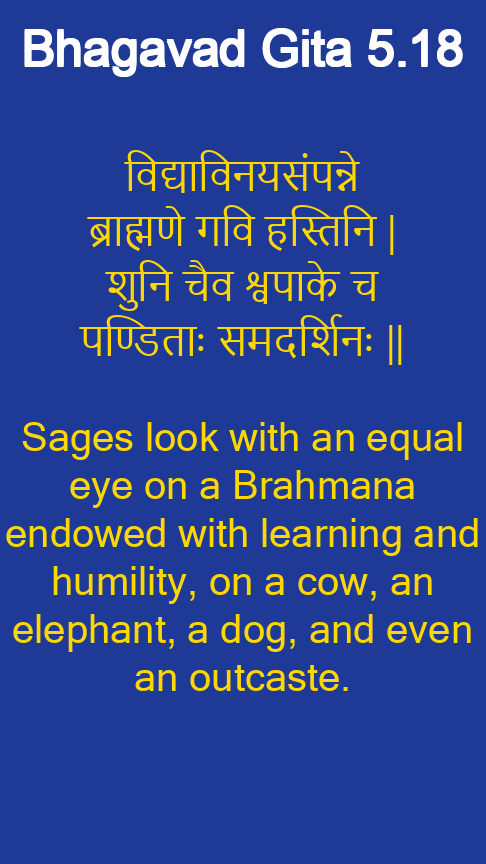 Bhagavad Gita 5.18
विद्याविनयसंपन्ने
ब्राह्मणे गवि हस्तिनि |
शुनि चैव श्वपाके च
पण्डिताः समदर्शिनः ||
Sages look with an equal
eye on a Brahmana
endowed with learning and
humility, on a cow, an
elephant, a dog, and even
an outcaste.